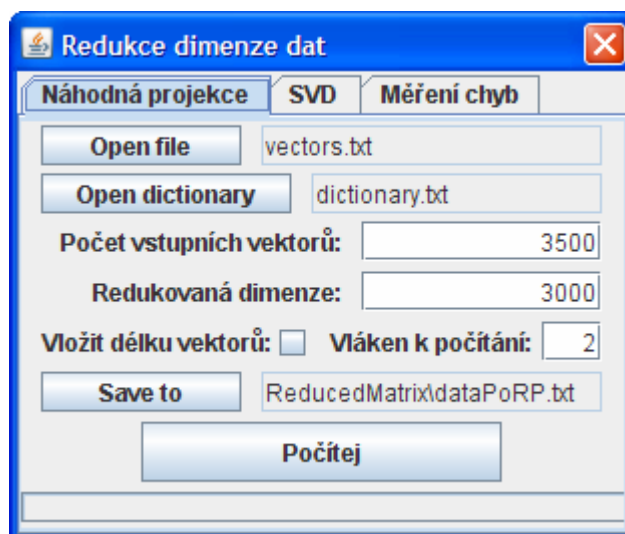 Redukce dimenze dat
Náhodná projekce SVD Měření chyb
Open file vectors.txt
Open dictionary dictionary.txt
Počet vstupních vektorů: 3500
Redukovaná dimenze: 3000
Vložit délku vektorů: Vláken k počítání: 2
Save to ReducedMatrix\dataPoRP.txt
Počítej